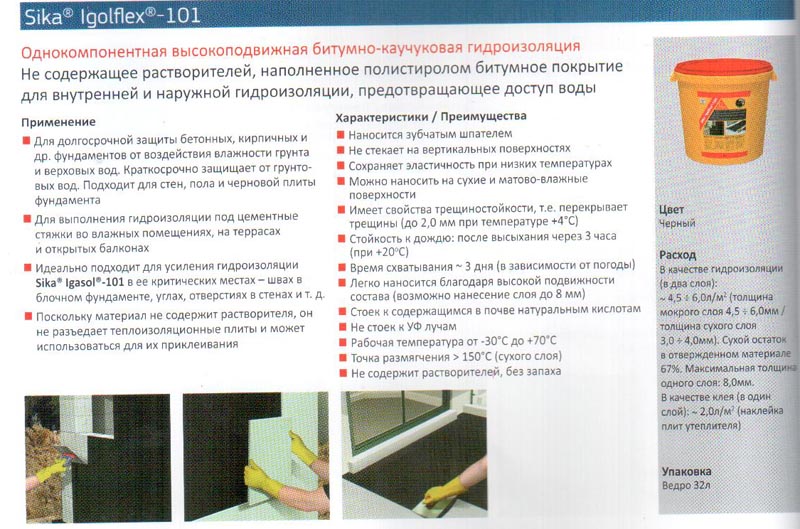 Sika® Igolflex®-101
Однокомпонентная высокоподвижная битумно-каучуковая гидроизоляция
Не содержащее растворителей, наполненное полистиролом битумное покрытие
для внутренней и наружной гидроизоляции, предотвращающее доступ воды
Применение
Для долгосрочной защиты бетонных, кирпичных и
др. фундаментов от воздействия влажности грунта
и верховых вод. Краткосрочно защищает от грунто-
вых вод. Подходит для стен, пола и черновой плиты
фундамента
Для выполнения гидроизоляции под цементные
стяжки во влажных помещениях, на террасах
и открытых балконах
Идеально подходит для усиления гидроизоляции
Sika® Igasol®-101 в ее критических местах – швах в
блочном фундаменте, углах, отверстиях в стенах и т. д.
Поскольку материал не содержит растворителя, он
не разъедает теплоизоляционные плиты и может
использоваться для их приклеивания
Характеристики / Преимущества
Наносится зубчатым шпателем
Не стекает на вертикальных поверхностях
Сохраняет эластичность при низких температурах
Можно наносить на сухие и матово-влажные
поверхности
Имеет свойства трещиностойкости, т.е. перекрывает
трещины (до 2,0 мм при температуре +4°С)
Стойкость к дождю: после высыхания через 3 часа
(при +20°С)
Время схватывания ~ 3 дня (в зависимости от погоды)
Легко наносится благодаря высокой подвижности
состава (возможно нанесение слоя до 8 мм)
Стоек к содержащимся в почве натуральным кислотам
Не стоек к УФ лучам
Рабочая температура от -30°С до +70°С
Точка размягчения > 150°С (сухого слоя)
Не содержит растворителей, без запаха
Цвет
Черный
Расход
В качестве гидроизоляции
(в два слоя):
~ 4,5 ÷ 6,0л/м² (толщина
мокрого слоя 4,5 ÷ 6,0мм /
толщина сухого слоя
3,0 ÷ 4,0мм). Сухой остаток
в отвержденном материале
67%. Максимальная толщина
одного слоя: 8,0мм.
В качестве клея (в один
слой): ~ 2,0л/м² (наклейка
плит утеплителя)
Упаковка
Ведро 32л